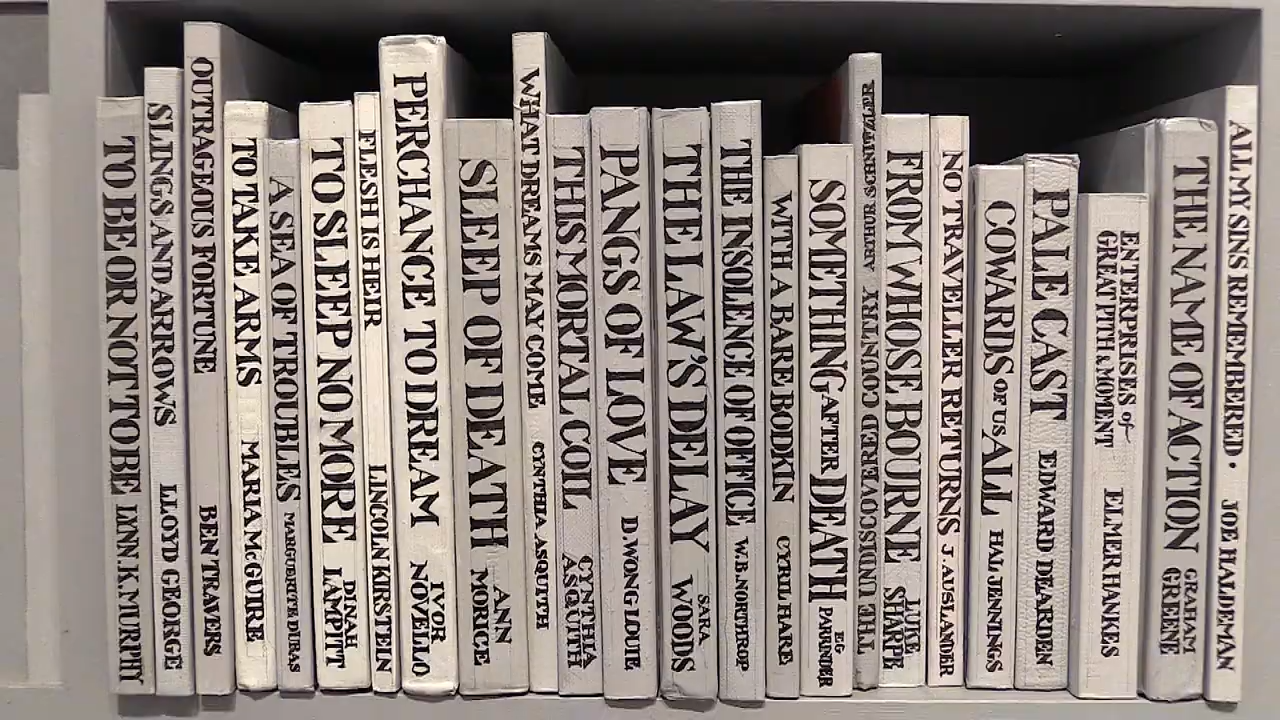 TO BE OR NOT TO BE LYNN.K.MURPHY
SLINGS AND ARROWS LLOYD GEORGE
OUTRAGEOUS FORTUNE BEN TRAVERS
TO TAKE ARMS MARIA McGUIRE
A SEA OF TROUBLES MARGUERITE DURAS
TO SLEEP NO MORE DINAH LAMPITT
FLESH IS HEIR LINCOLN KIRSTEIN
PERCHANCE TO DREAM IVOR NOVELLO
SLEEP OF DEATH ANN MORICE
WHAT DREAMS MAY COME CYNTHIA ASQUITH
THIS MORTAL COIL CYNTHIA ASQUITH
PANGS OF LOVE D. WONG LOUIE
THE LAW'S DELAY SARA WOODS
THE INSOLENCE OF OFFICE W.B.NORTHROP
WITH A BARE BODKIN CYRIL HARE
SOMETHING AFTER DEATH EG PARRINDER
THE UNDISCOVERED COUNTRY ARTHUR SCHNITZLER
FROM WHOSE BOURNE LUKE SHARPE
NO TRAVELLER RETURNS J. AUSLANDER
COWARDS OF US ALL HAL JENNINGS
PALE CAST EDWARD DEARDEN
ENTERPRISES of
GREAT PITH & MOMENT ELMER HANKES
THE NAME OF ACTION GRAHAM GREENE
ALL MY SINS REMEMBERED. JOE HALDEMAN